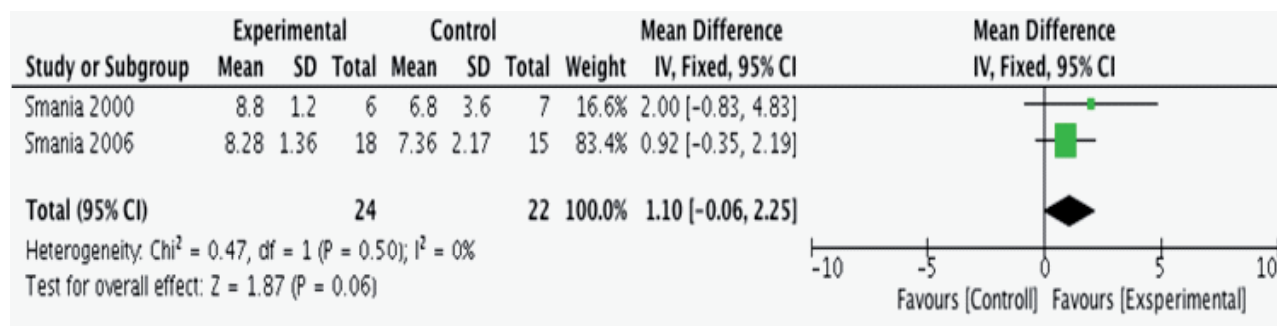 Experimental Control Mean Difference Mean Difference
Study or Subgroup Mean SD Total Mean SD Total Weight IV, Fixed, 95% CI IV, Fixed, 95% CI
Smania 2000 8.8 1.2 6 6.8 3.6 7 16.6% 2.00 [-0.83, 4.83]
Smania 2006 8.28 1.36 18 7.36 2.17 15 83.4% 0.92 [-0.35, 2.19]
Total (95% CI) 24 22 100.0% 1.10 [-0.06, 2.25]
Heterogeneity: Chi² = 0.47, df = 1 (P = 0.50); I² = 0%
Test for overall effect: Z = 1.87 (P = 0.06)
-10 -5 0 5 10
Favours [Controll] Favours [Exsperimental]